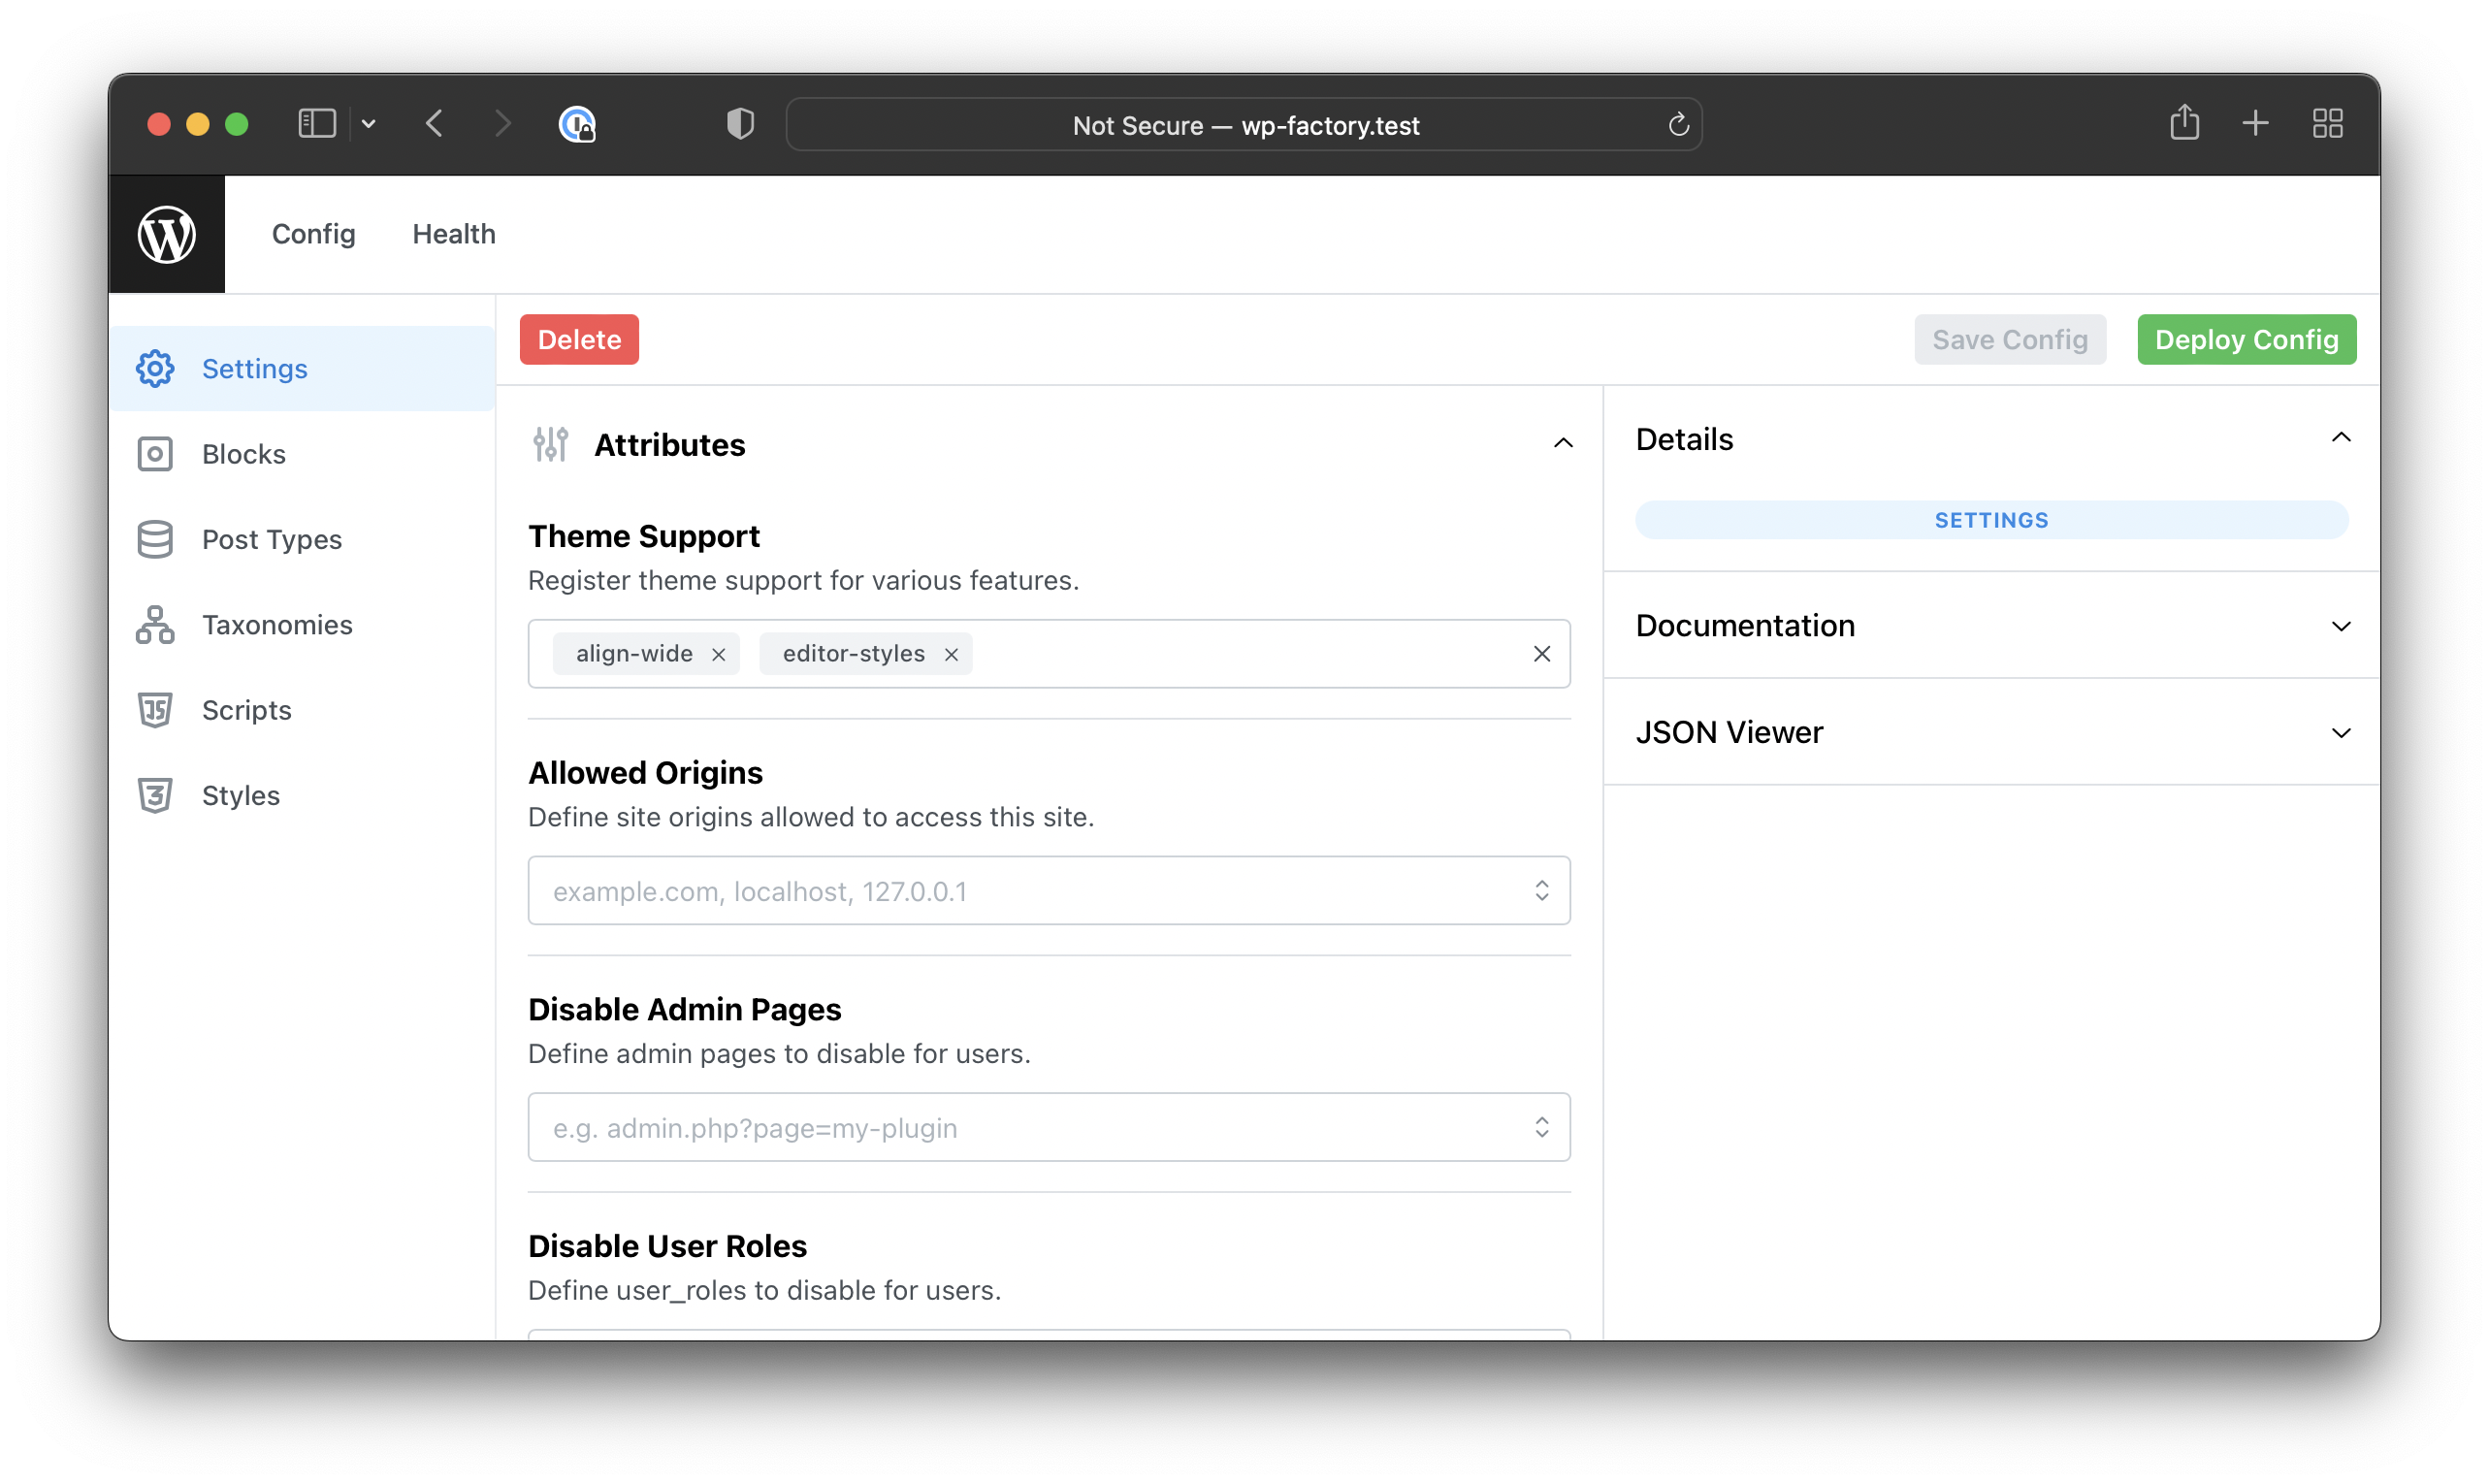 Not Secure — wp-factory.test
Config
Health
Settings
Blocks
Post Types
Taxonomies
Scripts
Styles
Delete
Save Config
Deploy Config
Attributes
Theme Support
Register theme support for various features.
align-wide
editor-styles
Allowed Origins
Define site origins allowed to access this site.
example.com, localhost, 127.0.0.1
Disable Admin Pages
Define admin pages to disable for users.
e.g. admin.php?page=my-plugin
Disable User Roles
Define user_roles to disable for users.
Details
SETTINGS
Documentation
JSON Viewer